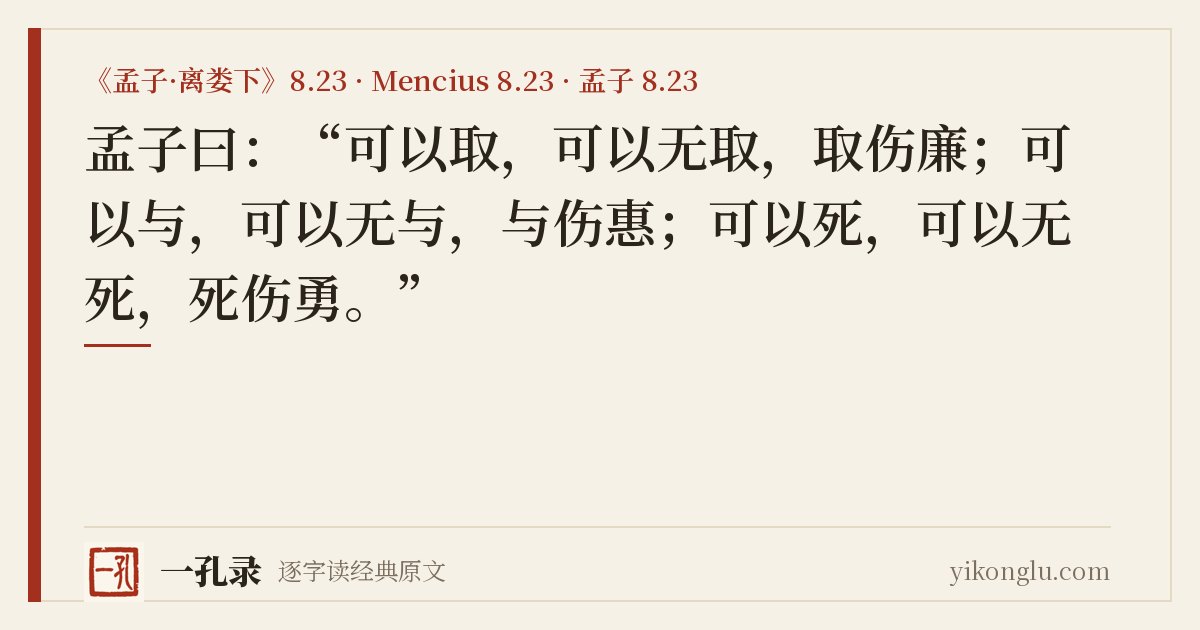 《孟子·离娄下》8.23 · Mencius 8.23 · 孟子 8.23
孟子曰：“可以取，可以无取，取伤廉；可
以与，可以无与，与伤惠；可以死，可以无
死，死伤勇。”
一孔
一孔录 逐字读经典原文 yikonglu.com